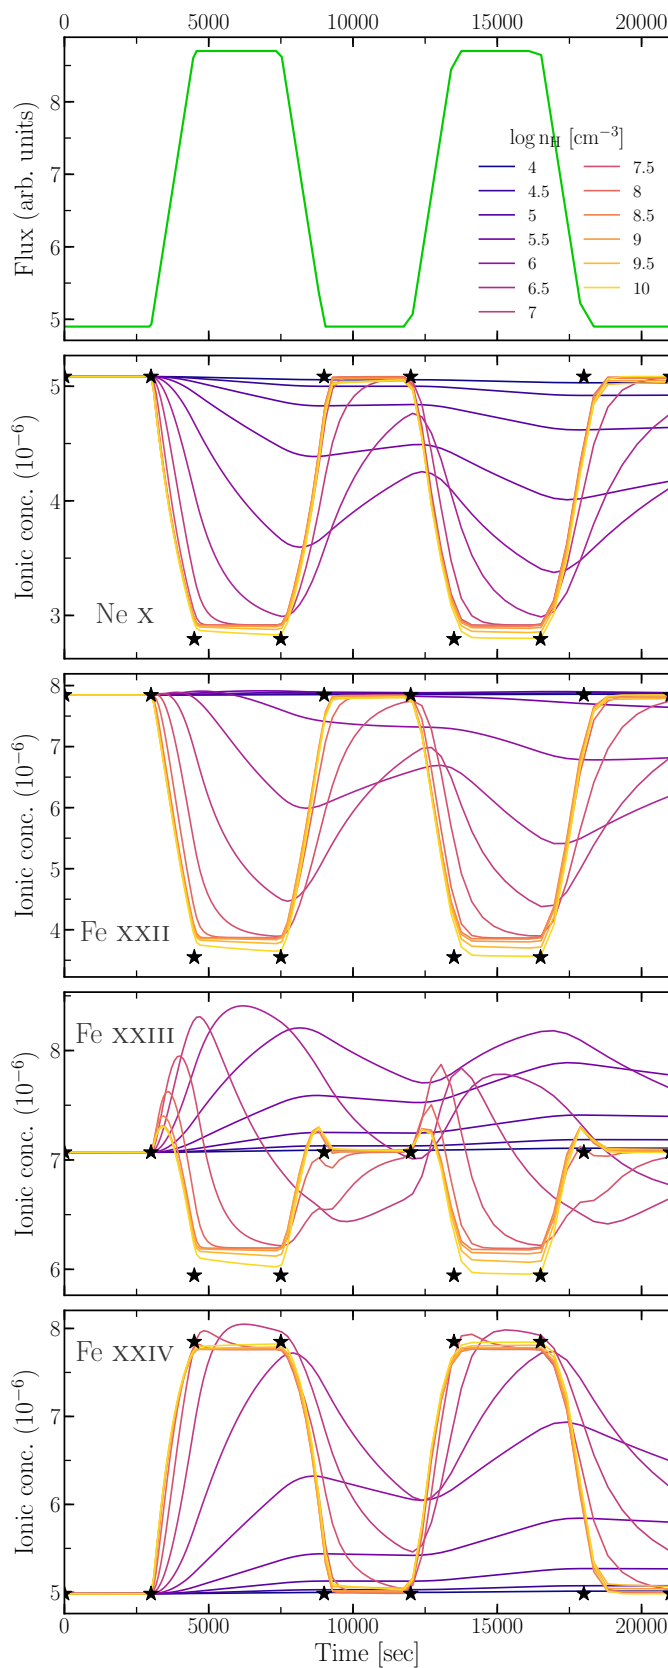 0 5000 10000 15000 20000
Flux (arb. units)
8
7
6
5
log n_H [cm⁻³]
4 7.5
4.5 8
5 8.5
5.5 9
6 9.5
6.5 10
7
Ionic conc. (10⁻⁶)
5
4
3
Ne X
Ionic conc. (10⁻⁶)
8
7
6
5
4
Fe XXII
Ionic conc. (10⁻⁶)
8
7
6
Fe XXIII
Ionic conc. (10⁻⁶)
8
7
6
5
Fe XXIV
0 5000 10000 15000 20000
Time [sec]